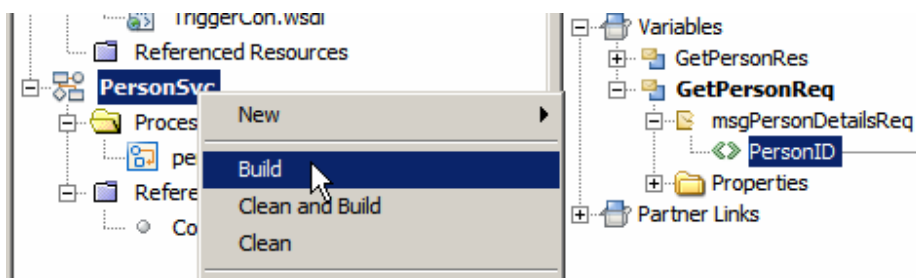 TriggerCon.wsdl
Referenced Resources
PersonSvc
Proces
pe
Refere
Co
New
Build
Clean and Build
Clean
Variables
GetPersonRes
GetPersonReq
msgPersonDetailsReq
PersonID
Properties
Partner Links